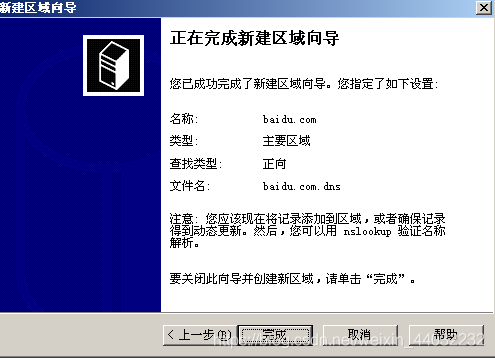 新建区域向导
正在完成新建区域向导
您已成功完成了新建区域向导。您指定了如下设置:
名称: baidu.com
类型: 主要区域
查找类型: 正向
文件名: baidu.com.dns
注意: 您应该现在将记录添加到区域，或者确保记录
得到动态更新。然后，您可以用 nslookup 验证名称
解析。
要关闭此向导并创建新区域，请单击“完成”。
< 上一步(B) 完成 取消 帮助
https://blog.csdn.net/weixin_44092232